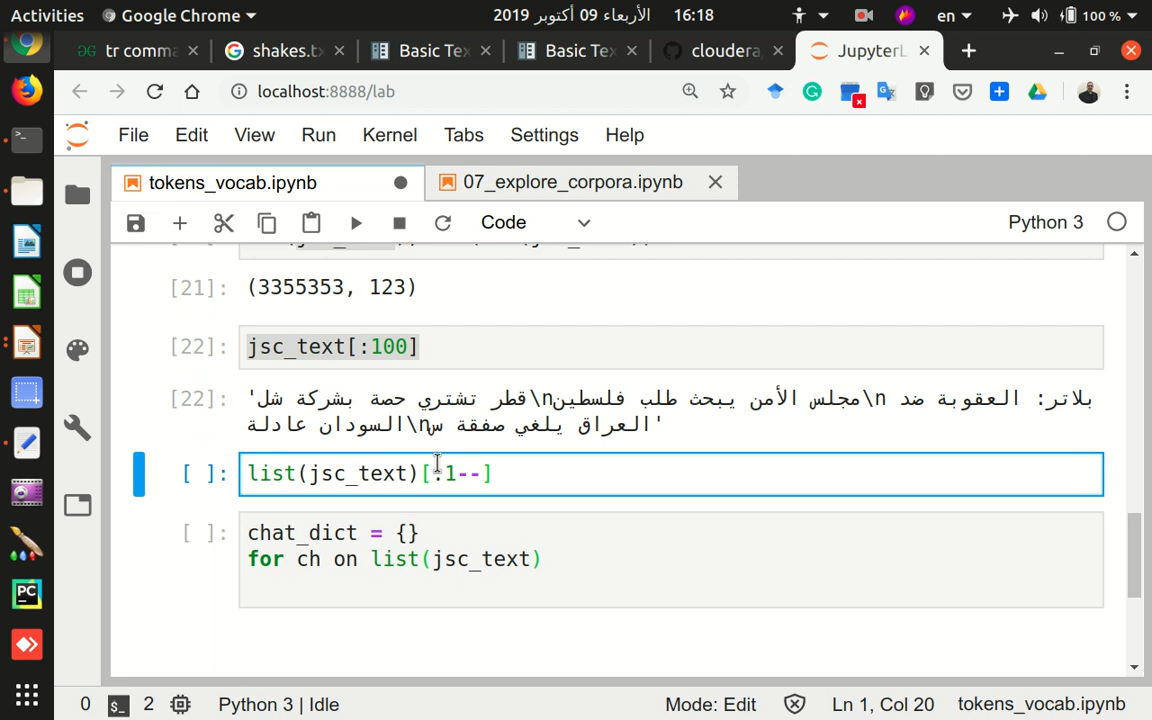 Activities Google Chrome ▾ الأربعاء 09 أكتوبر 2019 16:18 en ▾ 100 % ▾
tr comma × shakes.tx × Basic Tex × Basic Tex × cloudera × JupyterL × +
localhost:8888/lab
File Edit View Run Kernel Tabs Settings Help
tokens_vocab.ipynb 07_explore_corpora.ipynb
Code Python 3
[21]: (3355353, 123)
[22]: jsc_text[:100]
[22]: 'بلاتر: العقوبة ضد n\مجلس الأمن يبحث طلب فلسطينn\قطر تشتري حصة بشركة شل
العراق يلغي صفقة سn\السودان عادلة'
[ ]: list(jsc_text)[:1--]
[ ]: chat_dict = {}
for ch on list(jsc_text)
0 2 Python 3 | Idle Mode: Edit Ln 1, Col 20 tokens_vocab.ipynb